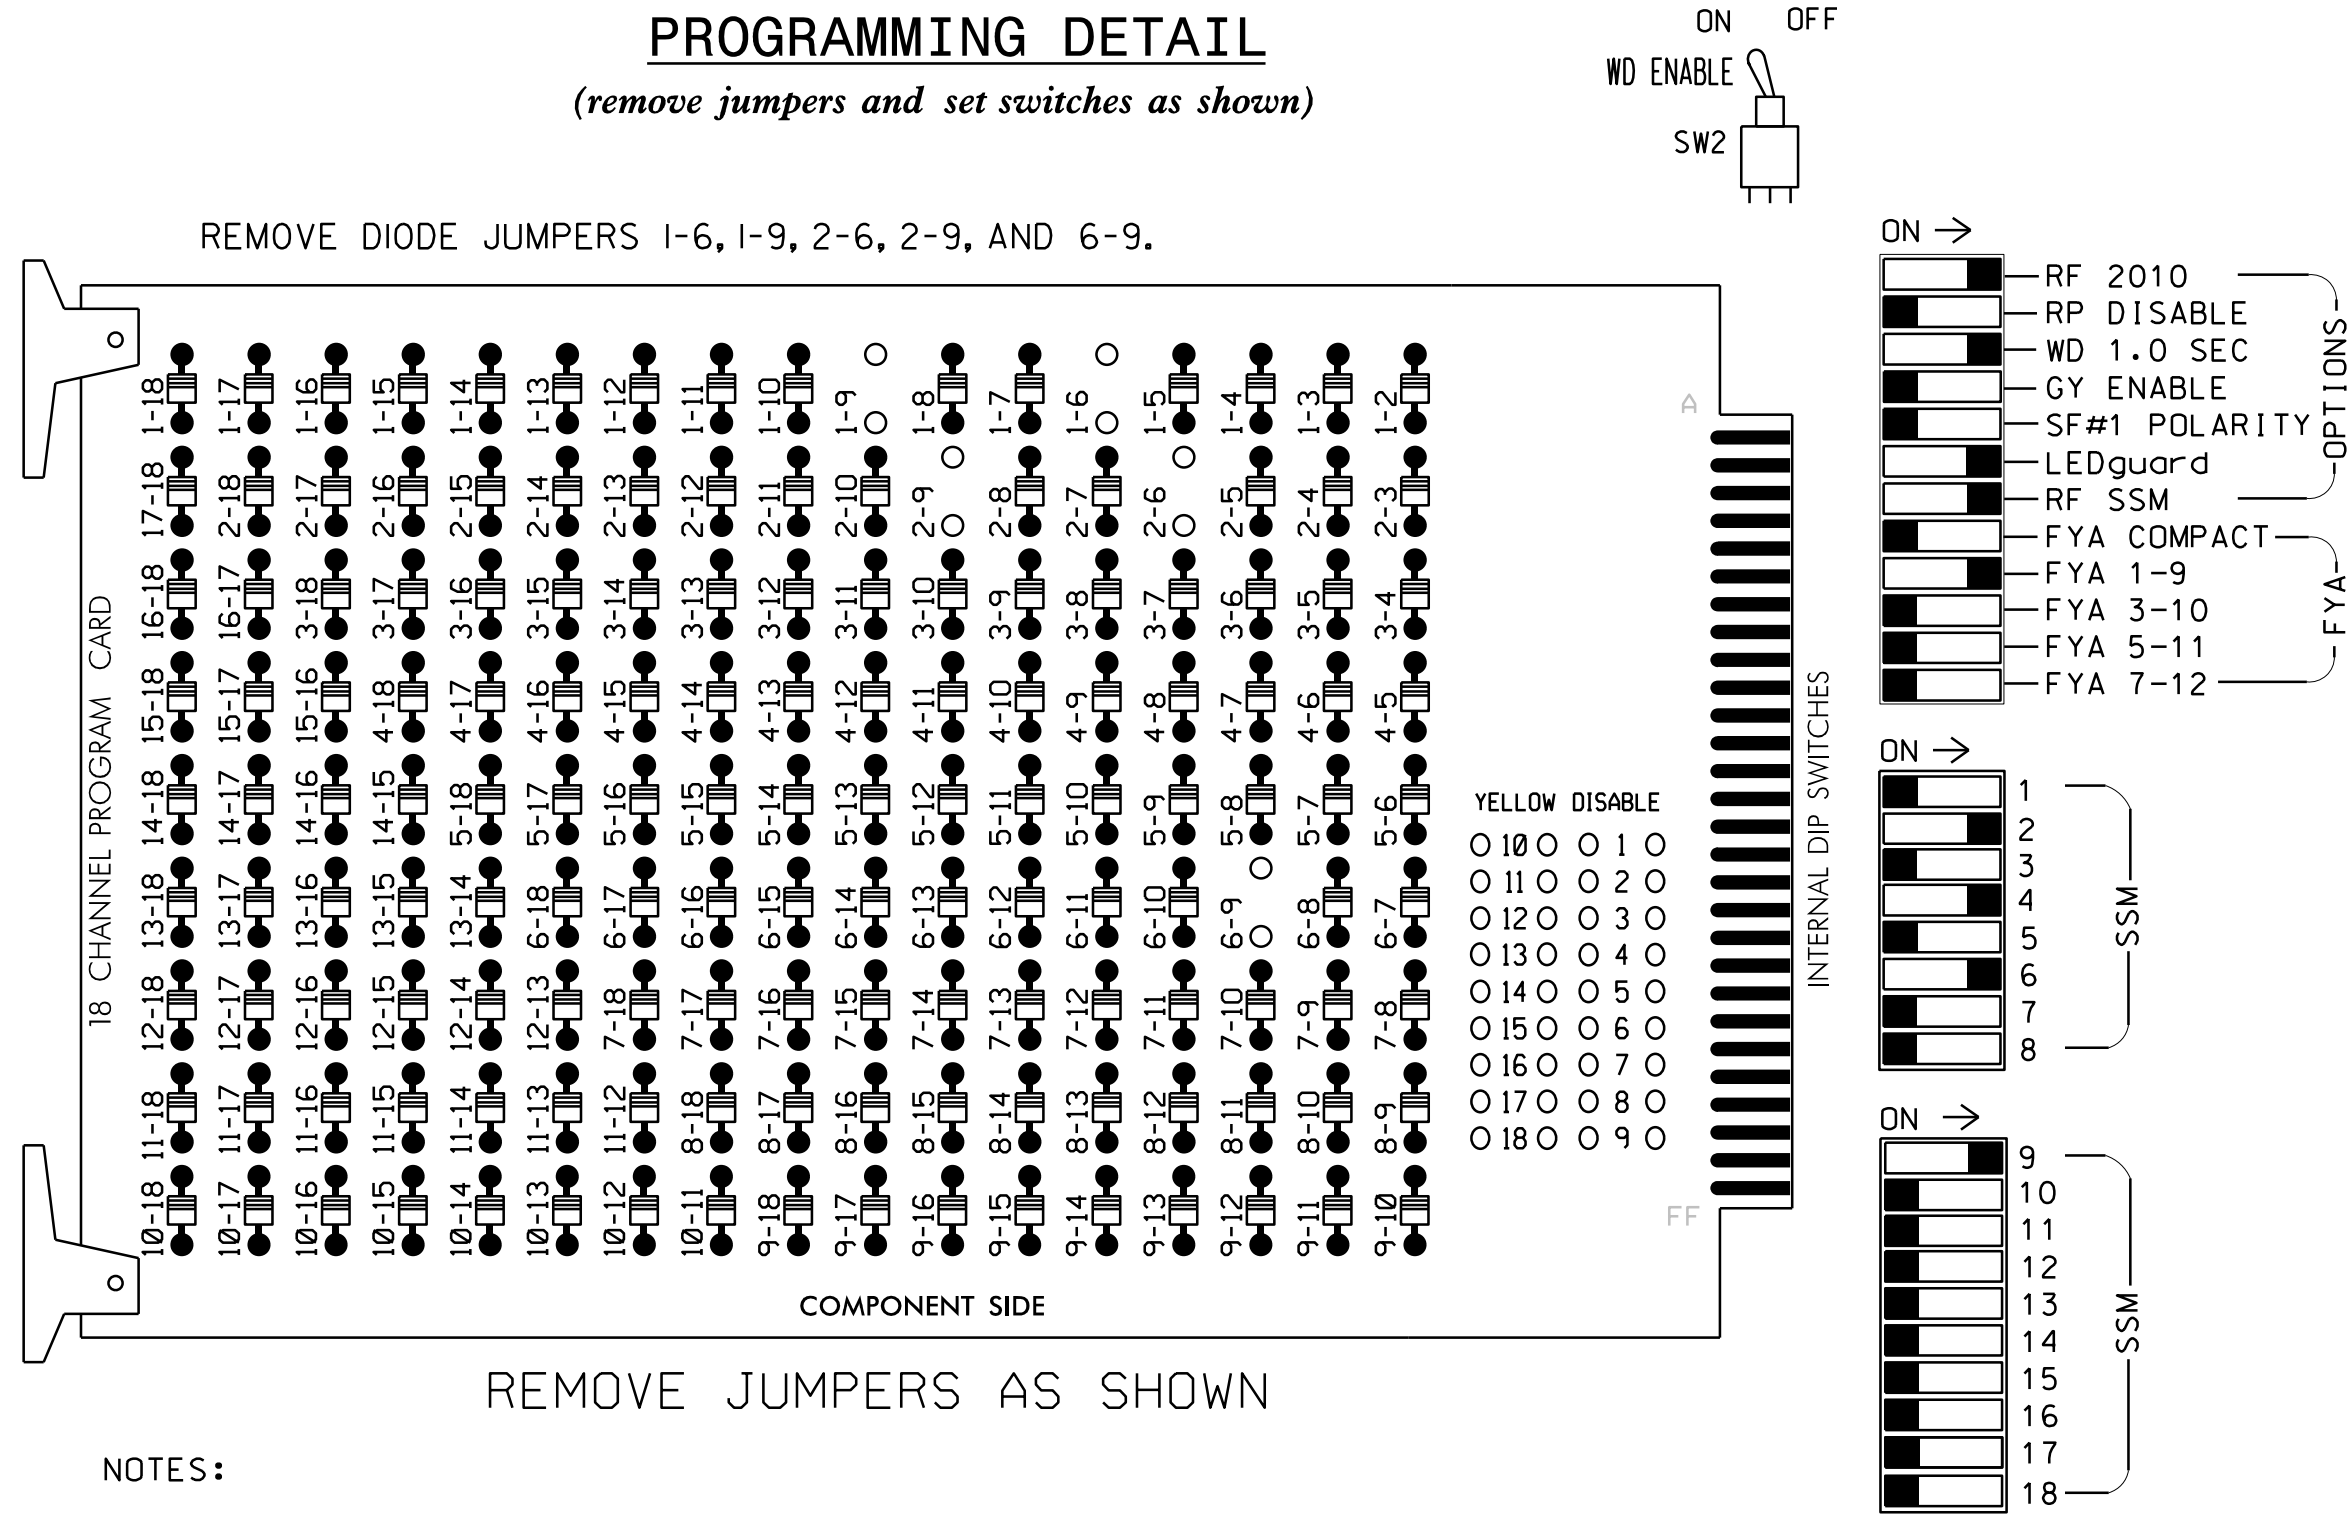 PROGRAMMING DETAIL
(remove jumpers and set switches as shown)
ON OFF
WD ENABLE
SW2
REMOVE DIODE JUMPERS 1-6, 1-9, 2-6, 2-9, AND 6-9.
18 CHANNEL PROGRAM CARD
1-18 1-17 1-16 1-15 1-14 1-13 1-12 1-11 1-10 1-9 1-8 1-7 1-6 1-5 1-4 1-3 1-2
17-18 2-18 2-17 2-16 2-15 2-14 2-13 2-12 2-11 2-10 2-9 2-8 2-7 2-6 2-5 2-4 2-3
16-18 16-17 3-18 3-17 3-16 3-15 3-14 3-13 3-12 3-11 3-10 3-9 3-8 3-7 3-6 3-5 3-4
15-18 15-17 15-16 4-18 4-17 4-16 4-15 4-14 4-13 4-12 4-11 4-10 4-9 4-8 4-7 4-6 4-5
14-18 14-17 14-16 14-15 5-18 5-17 5-16 5-15 5-14 5-13 5-12 5-11 5-10 5-9 5-8 5-7 5-6
13-18 13-17 13-16 13-15 13-14 6-18 6-17 6-16 6-15 6-14 6-13 6-12 6-11 6-10 6-9 6-8 6-7
12-18 12-17 12-16 12-15 12-14 12-13 7-18 7-17 7-16 7-15 7-14 7-13 7-12 7-11 7-10 7-9 7-8
11-18 11-17 11-16 11-15 11-14 11-13 11-12 8-18 8-17 8-16 8-15 8-14 8-13 8-12 8-11 8-10 8-9
10-18 10-17 10-16 10-15 10-14 10-13 10-12 10-11 9-18 9-17 9-16 9-15 9-14 9-13 9-12 9-11 9-10
A
YELLOW DISABLE
10 1
11 2
12 3
13 4
14 5
15 6
16 7
17 8
18 9
FF
COMPONENT SIDE
INTERNAL DIP SWITCHES
ON
RF 2010
RP DISABLE
WD 1.0 SEC
GY ENABLE
SF#1 POLARITY
LEDguard
RF SSM
OPTIONS
FYA COMPACT
FYA 1-9
FYA 3-10
FYA 5-11
FYA 7-12
FYA
ON
1
2
3
4
5
6
7
8
SSM
ON
9
10
11
12
13
14
15
16
17
18
SSM
REMOVE JUMPERS AS SHOWN
NOTES: